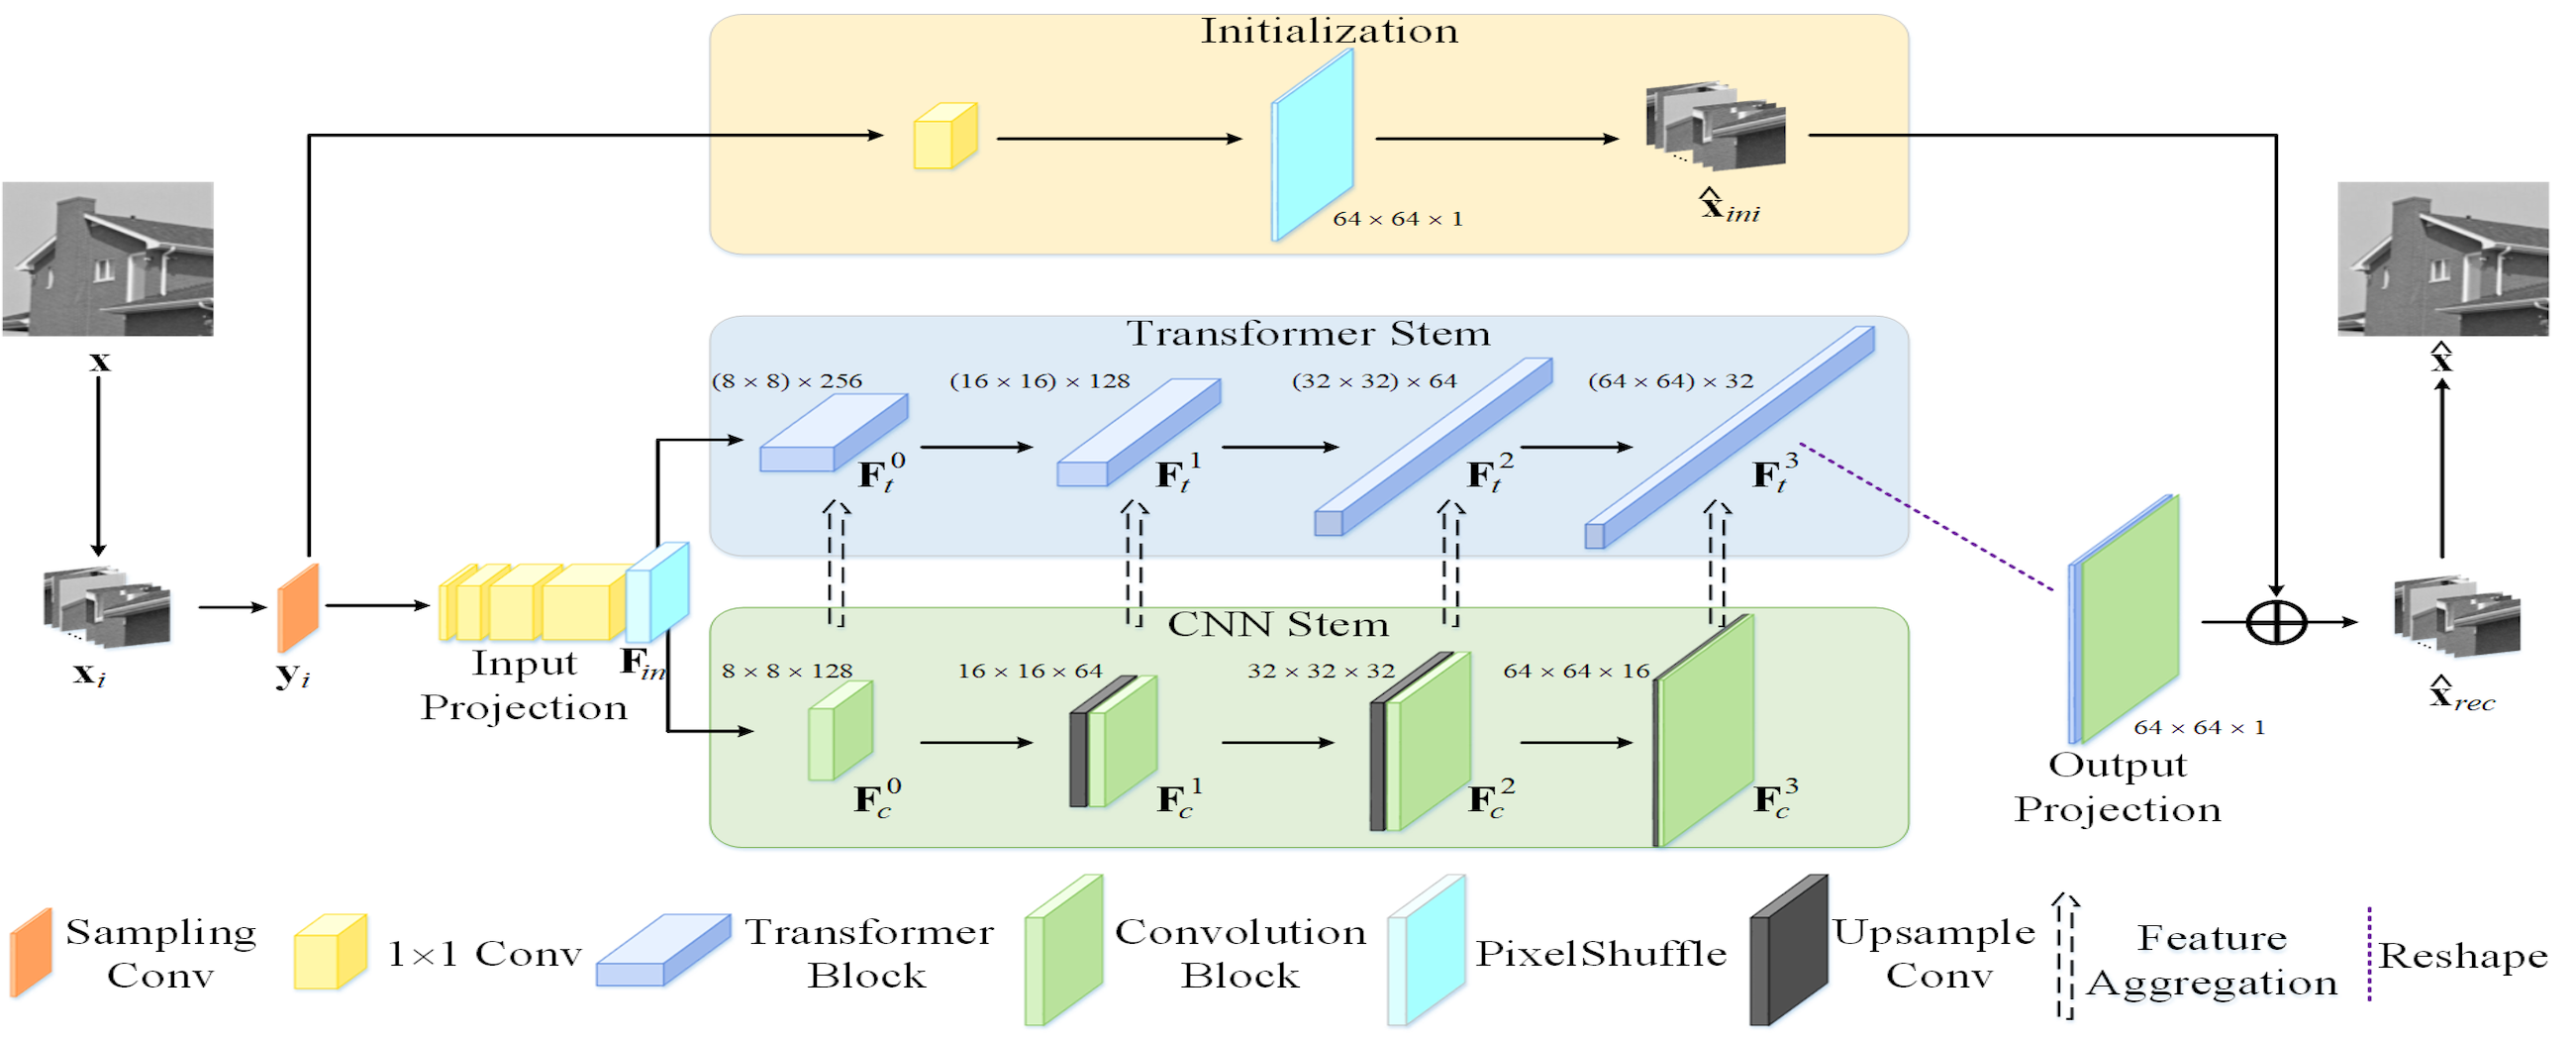 Initialization
64 × 64 × 1
x̂ini
x
xi
yi
Input
Projection
Fin
Transformer Stem
(8 × 8) × 256
(16 × 16) × 128
(32 × 32) × 64
(64 × 64) × 32
Ft0
Ft1
Ft2
Ft3
CNN Stem
8 × 8 × 128
16 × 16 × 64
32 × 32 × 32
64 × 64 × 16
Fc0
Fc1
Fc2
Fc3
64 × 64 × 1
Output
Projection
x̂
x̂rec
Sampling
Conv
1×1 Conv
Transformer
Block
Convolution
Block
PixelShuffle
Upsample
Conv
Feature
Aggregation
Reshape